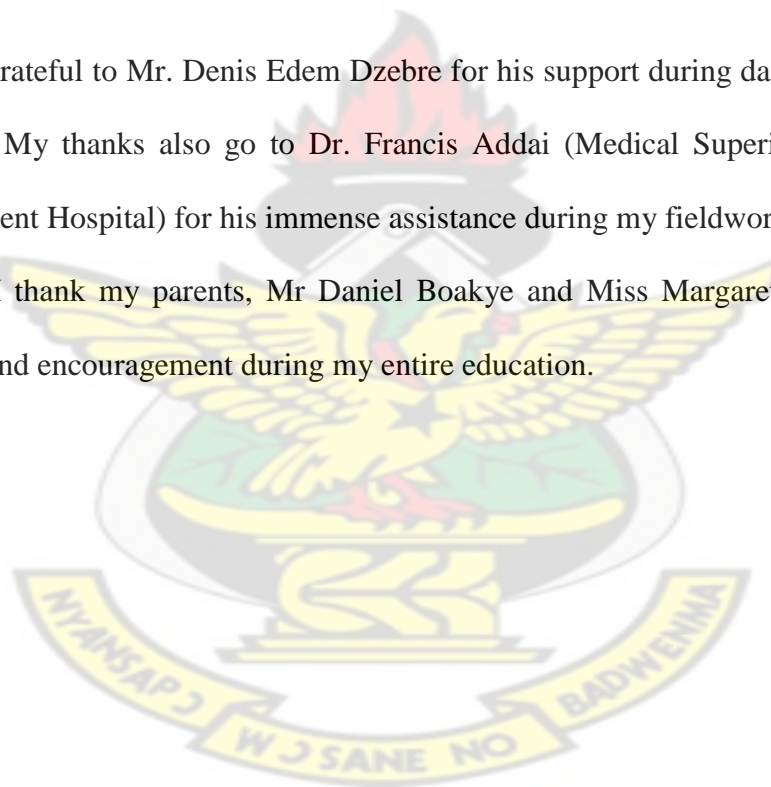 rateful to Mr. Denis Edem Dzebre for his support during da
My thanks also go to Dr. Francis Addai (Medical Superi
ent Hospital) for his immense assistance during my fieldwor
I thank my parents, Mr Daniel Boakye and Miss Margaret
nd encouragement during my entire education.
NYANSAPƆ
WƆSANE NO
BADWENMA